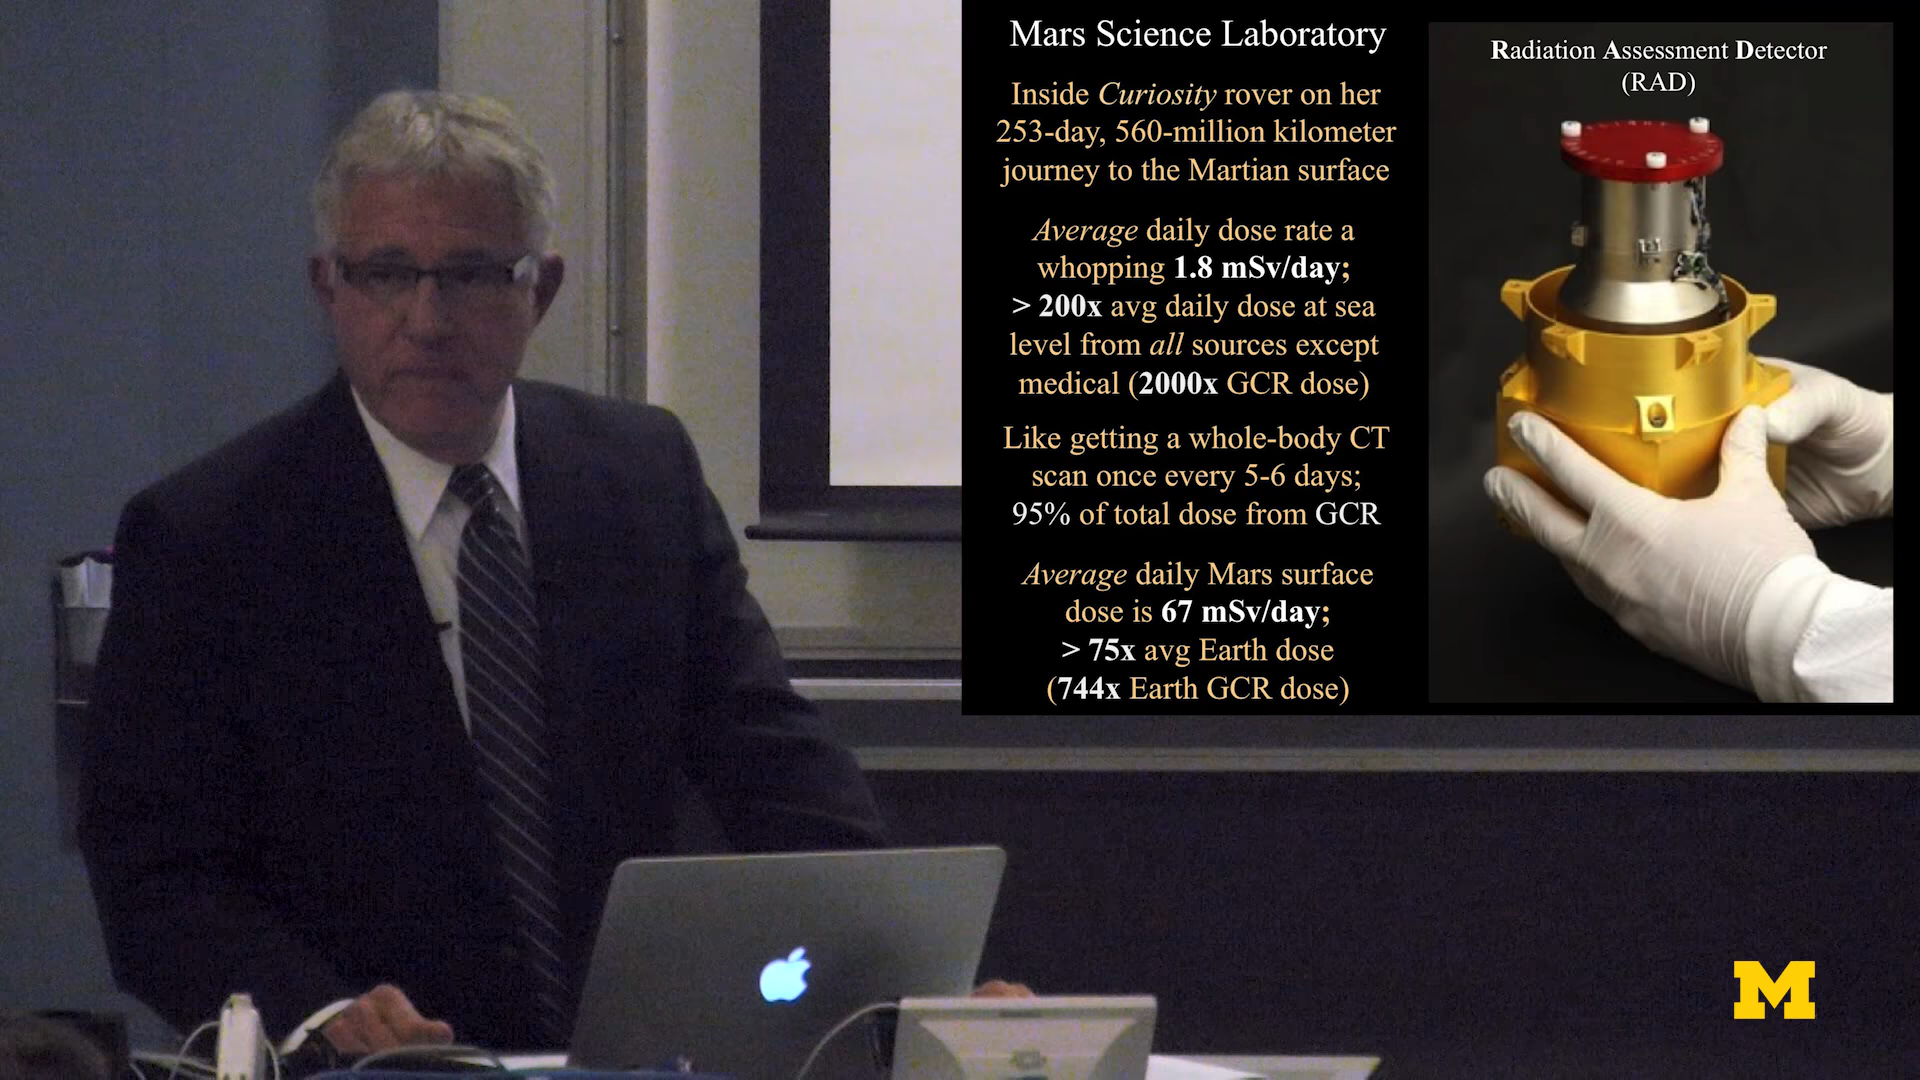 Mars Science Laboratory
Inside Curiosity rover on her
253-day, 560-million kilometer
journey to the Martian surface
Average daily dose rate a
whopping 1.8 mSv/day;
> 200x avg daily dose at sea
level from all sources except
medical (2000x GCR dose)
Like getting a whole-body CT
scan once every 5-6 days;
95% of total dose from GCR
Average daily Mars surface
dose is 67 mSv/day;
> 75x avg Earth dose
(744x Earth GCR dose)
Radiation Assessment Detector
(RAD)
M